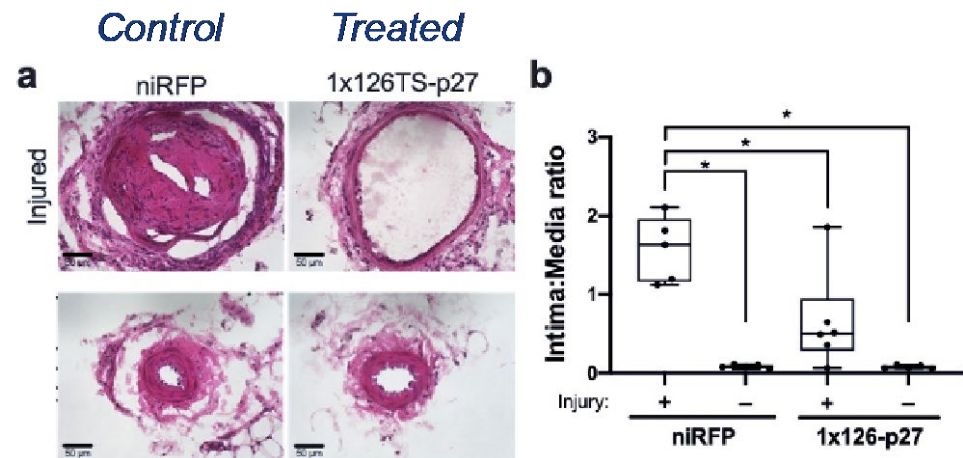 Control Treated
a
niRFP 1x126TS-p27
Injured
50 µm
50 µm
50 µm
50 µm
b
Intima:Media ratio
3
2
1
0
*
*
*
Injury: + – + –
niRFP 1x126-p27